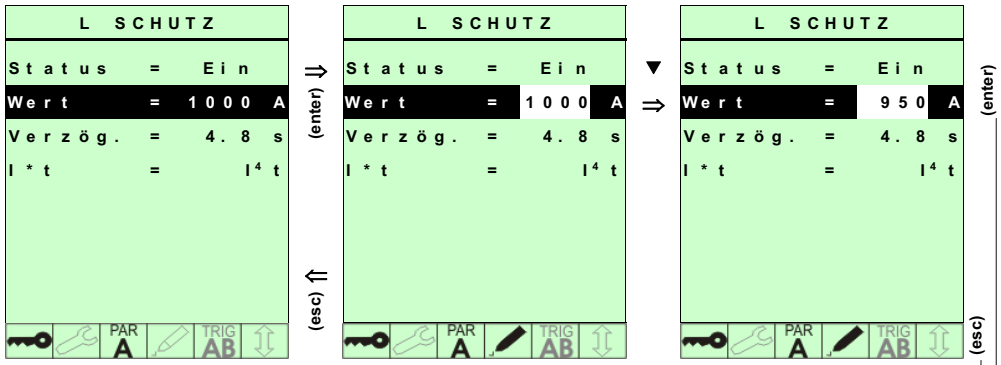 L SCHUTZ
Status = Ein
Wert = 1000 A
Verzög. = 4.8 s
I*t = I⁴t
PAR A
TRIG AB
⇒
(enter)
⇐
(esc)
L SCHUTZ
Status = Ein
Wert = 1000 A
Verzög. = 4.8 s
I*t = I⁴t
PAR A
TRIG AB
▼
⇒
L SCHUTZ
Status = Ein
Wert = 950 A
Verzög. = 4.8 s
I*t = I⁴t
PAR A
TRIG AB
(enter)
(esc)